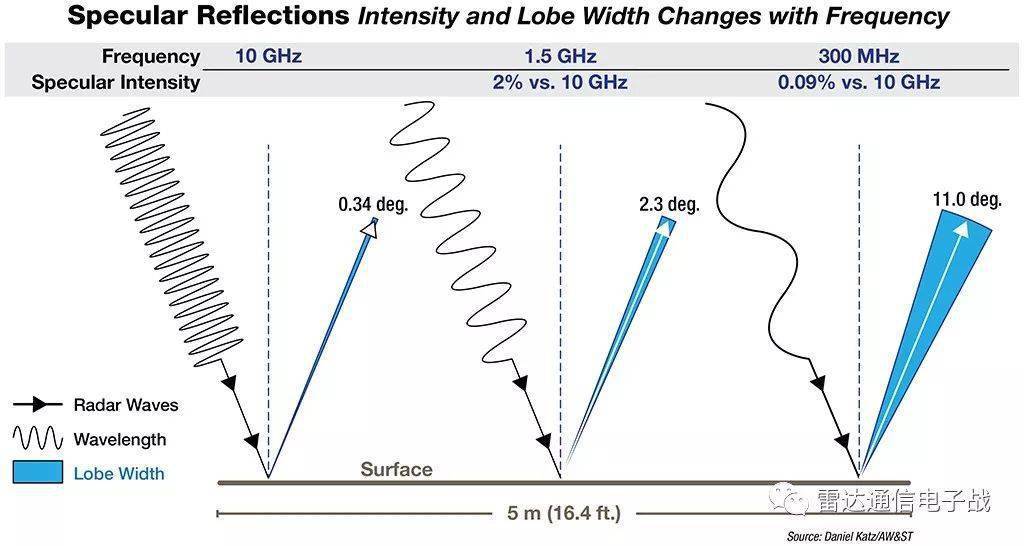 Specular Reflections Intensity and Lobe Width Changes with Frequency
Frequency 10 GHz 1.5 GHz 300 MHz
Specular Intensity 2% vs. 10 GHz 0.09% vs. 10 GHz
0.34 deg. 2.3 deg. 11.0 deg.
Radar Waves
Wavelength
Lobe Width
Surface
5 m (16.4 ft.)
雷达通信电子战
Source: Daniel Katz/AW&ST